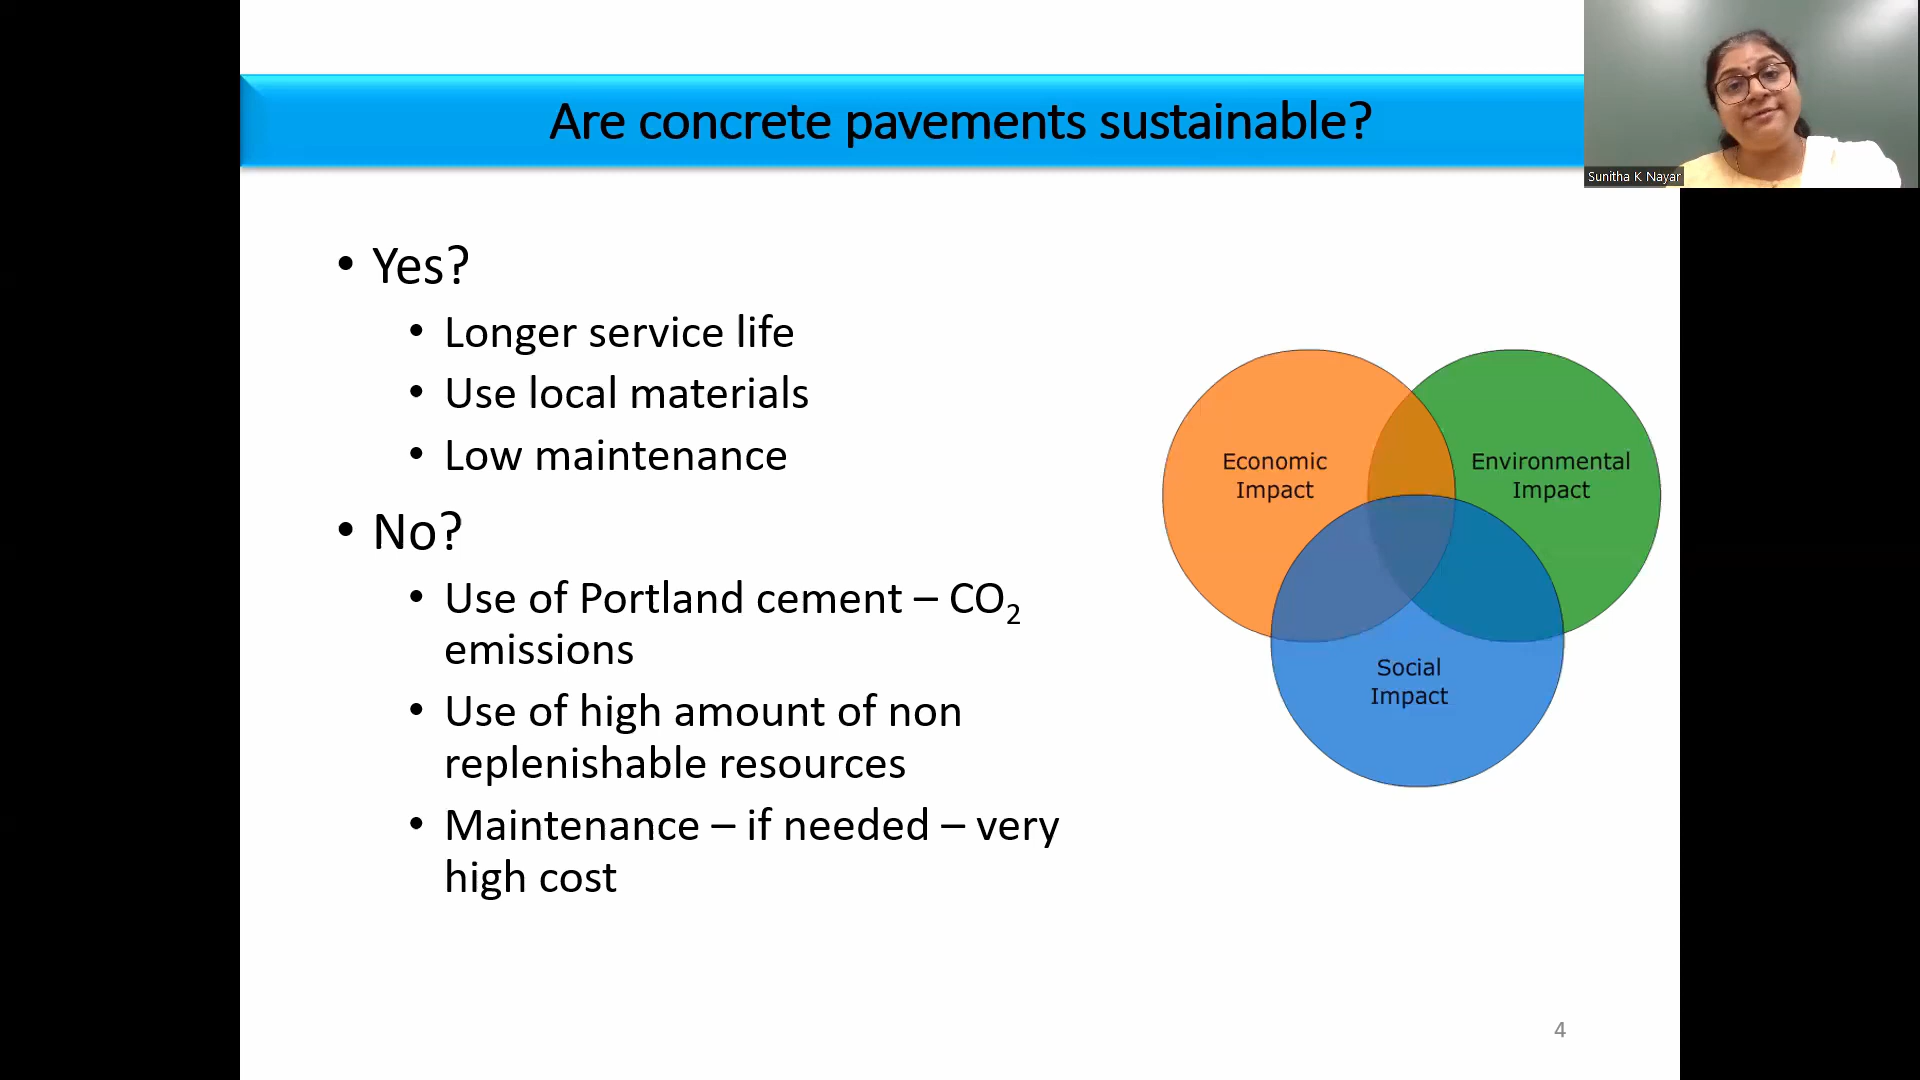 Are concrete pavements sustainable?
Sunitha K Nayar
• Yes?
• Longer service life
• Use local materials
• Low maintenance
• No?
• Use of Portland cement – CO₂
emissions
• Use of high amount of non
replenishable resources
• Maintenance – if needed – very
high cost
Economic
Impact
Environmental
Impact
Social
Impact
4